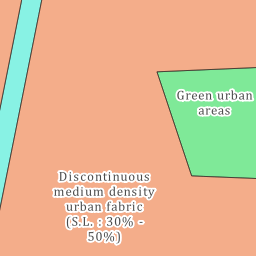 Green urban
areas
Discontinuous
medium density
urban fabric
(S.L. : 30% -
50%)